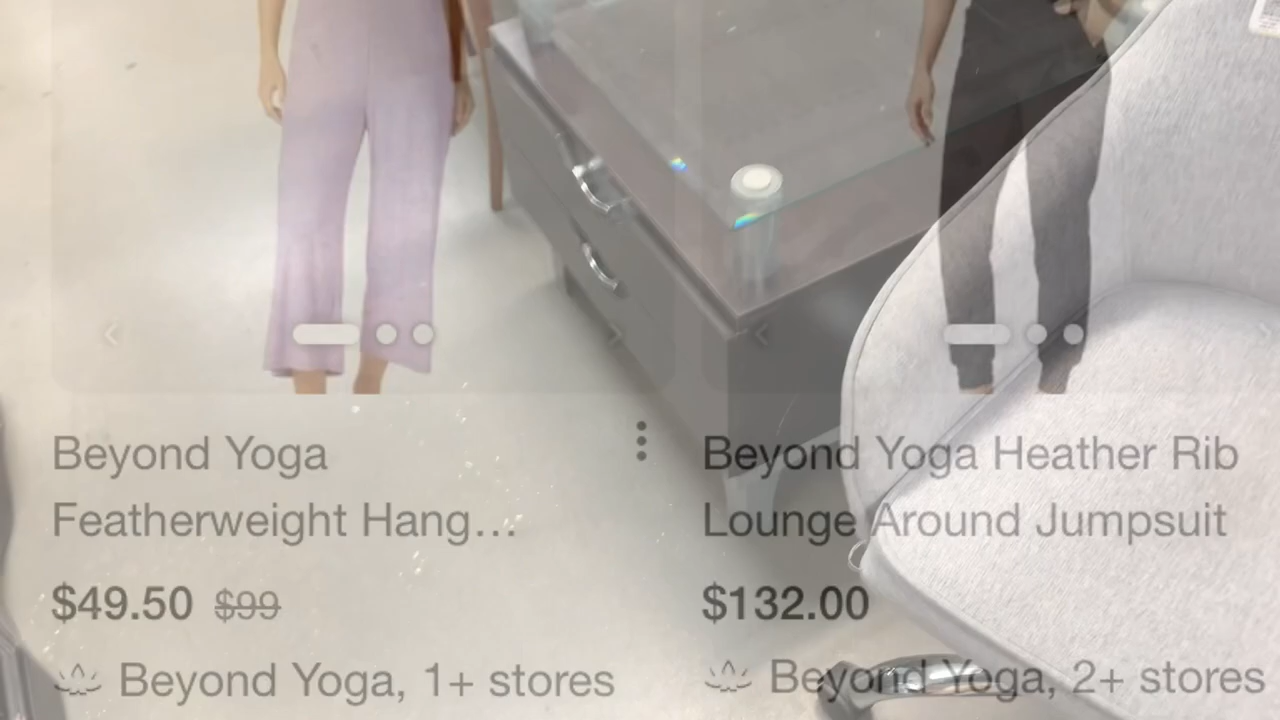 Beyond Yoga
Featherweight Hang...
$49.50 $99
Beyond Yoga, 1+ stores
Beyond Yoga Heather Rib
Lounge Around Jumpsuit
$132.00
Beyond Yoga, 2+ stores